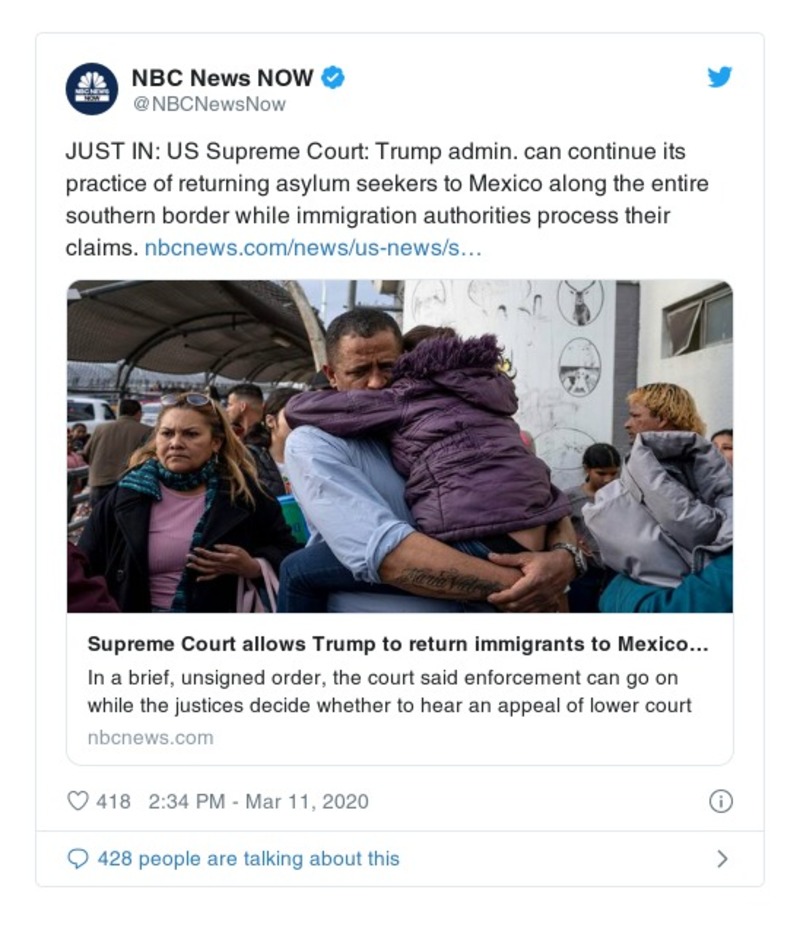 NBC News NOW
@NBCNewsNow
NBC NEWS
NOW
JUST IN: US Supreme Court: Trump admin. can continue its
practice of returning asylum seekers to Mexico along the entire
southern border while immigration authorities process their
claims. nbcnews.com/news/us-news/s…
Supreme Court allows Trump to return immigrants to Mexico…
In a brief, unsigned order, the court said enforcement can go on
while the justices decide whether to hear an appeal of lower court
nbcnews.com
418 2:34 PM - Mar 11, 2020
428 people are talking about this